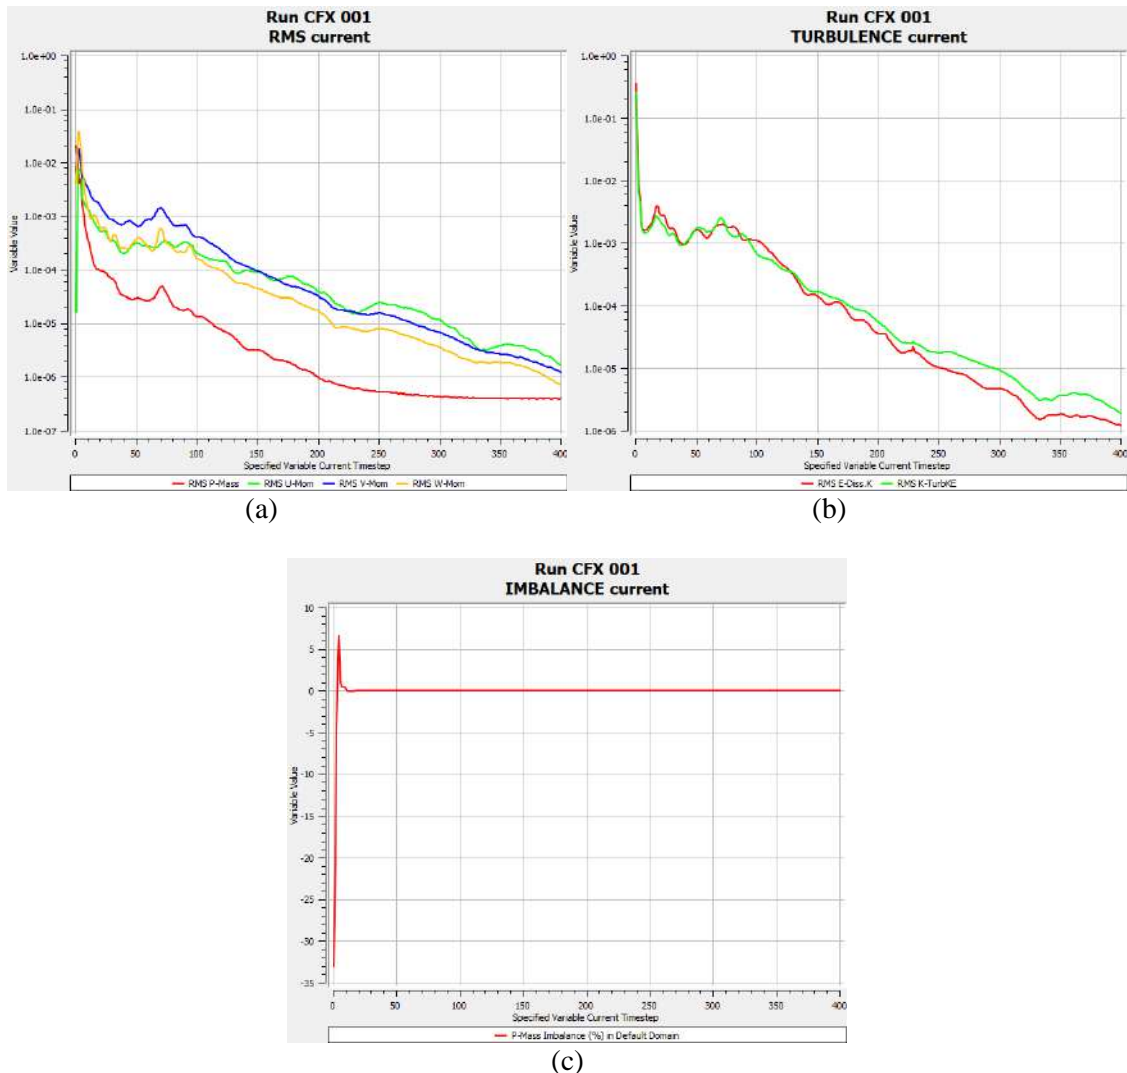 Run CFX 001
RMS current
1.0e+00
1.0e-01
1.0e-02
1.0e-03
1.0e-04
1.0e-05
1.0e-06
1.0e-07
Variable Value
0 50 100 150 200 250 300 350 400
Specified Variable Current Timestep
RMS P-Mass RMS U-Mom RMS V-Mom RMS W-Mom
(a)
Run CFX 001
TURBULENCE current
1.0e+00
1.0e-01
1.0e-02
1.0e-03
1.0e-04
1.0e-05
1.0e-06
Variable Value
0 50 100 150 200 250 300 350 400
Specified Variable Current Timestep
RMS E-Diss.K RMS K-TurbKE
(b)
Run CFX 001
IMBALANCE current
10
5
0
-5
-10
-15
-20
-25
-30
-35
Variable Value
0 50 100 150 200 250 300 350 400
Specified Variable Current Timestep
P-Mass Imbalance (%) in Default Domain
(c)